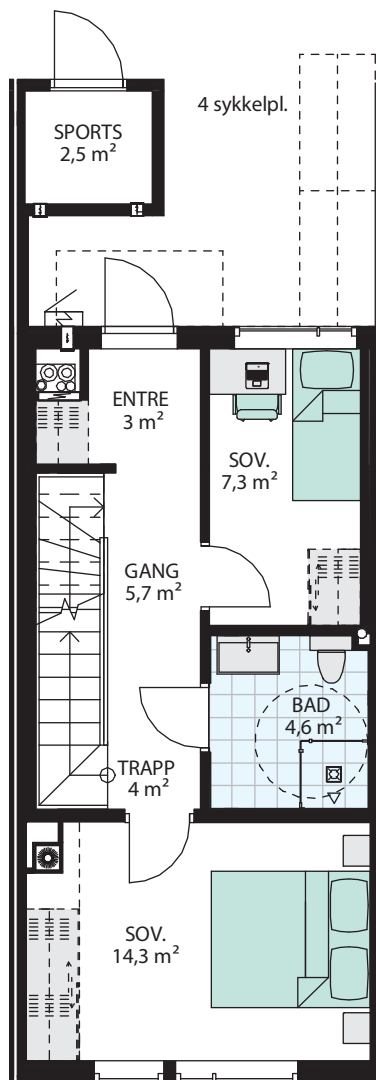 SPORTS
2,5 m²
4 sykkelpl.
ENTRE
3 m²
SOV.
7,3 m²
GANG
5,7 m²
BAD
4,6 m²
TRAPP
4 m²
SOV.
14,3 m²